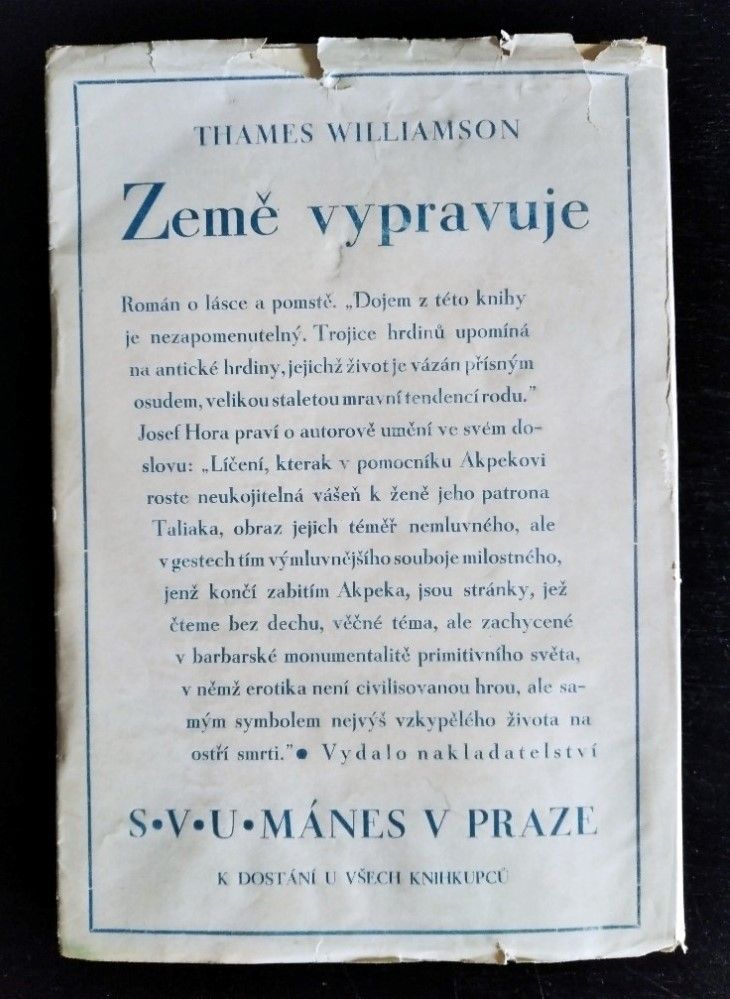 THAMES WILLIAMSON
Země vypravuje
Román o lásce a pomstě. „Dojem z této knihy
je nezapomenutelný. Trojice hrdinů upomíná
na antické hrdiny, jejichž život je vázán přísným
osudem, velikou staletou mravní tendencí rodu.”
Josef Hora praví o autorově umění ve svém do-
slovu: „Líčení, kterak v pomocníku Akpekovi
roste neukojitelná vášeň k ženě jeho patrona
Taliaka, obraz jejich téměř nemluvného, ale
v gestech tím výmluvnějšího souboje milostného,
jenž končí zabitím Akpeka, jsou stránky, jež
čteme bez dechu, věčné téma, ale zachycené
v barbarské monumentalitě primitivního světa,
v němž erotika není civilisovanou hrou, ale sa-
mým symbolem nejvýš vzkypělého života na
ostří smrti.” ● Vydalo nakladatelství
S•V•U•MÁNES V PRAZE
K DOSTÁNÍ U VŠECH KNIHKUPCŮ